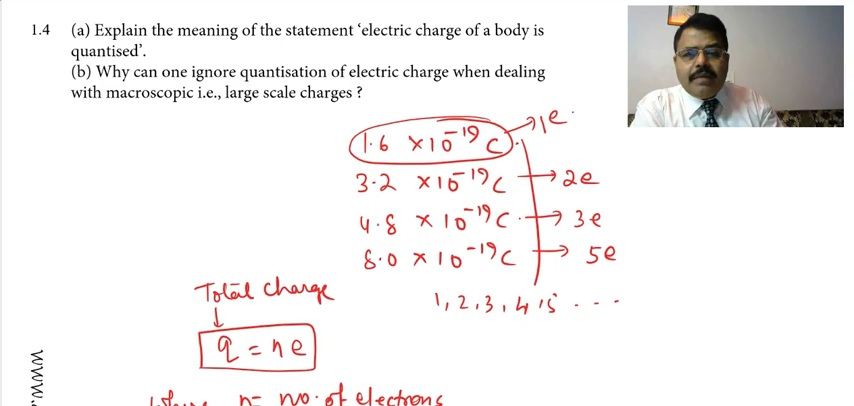 1.4 (a) Explain the meaning of the statement ‘electric charge of a body is
quantised’.
(b) Why can one ignore quantisation of electric charge when dealing
with macroscopic i.e., large scale charges ?
1.6 × 10⁻¹⁹ C → 1e
3.2 × 10⁻¹⁹ C → 2e
4.8 × 10⁻¹⁹ C → 3e
8.0 × 10⁻¹⁹ C → 5e
1, 2, 3, 4, 5 ...
Total charge
↓
q = ne
n = no. of electrons
www.